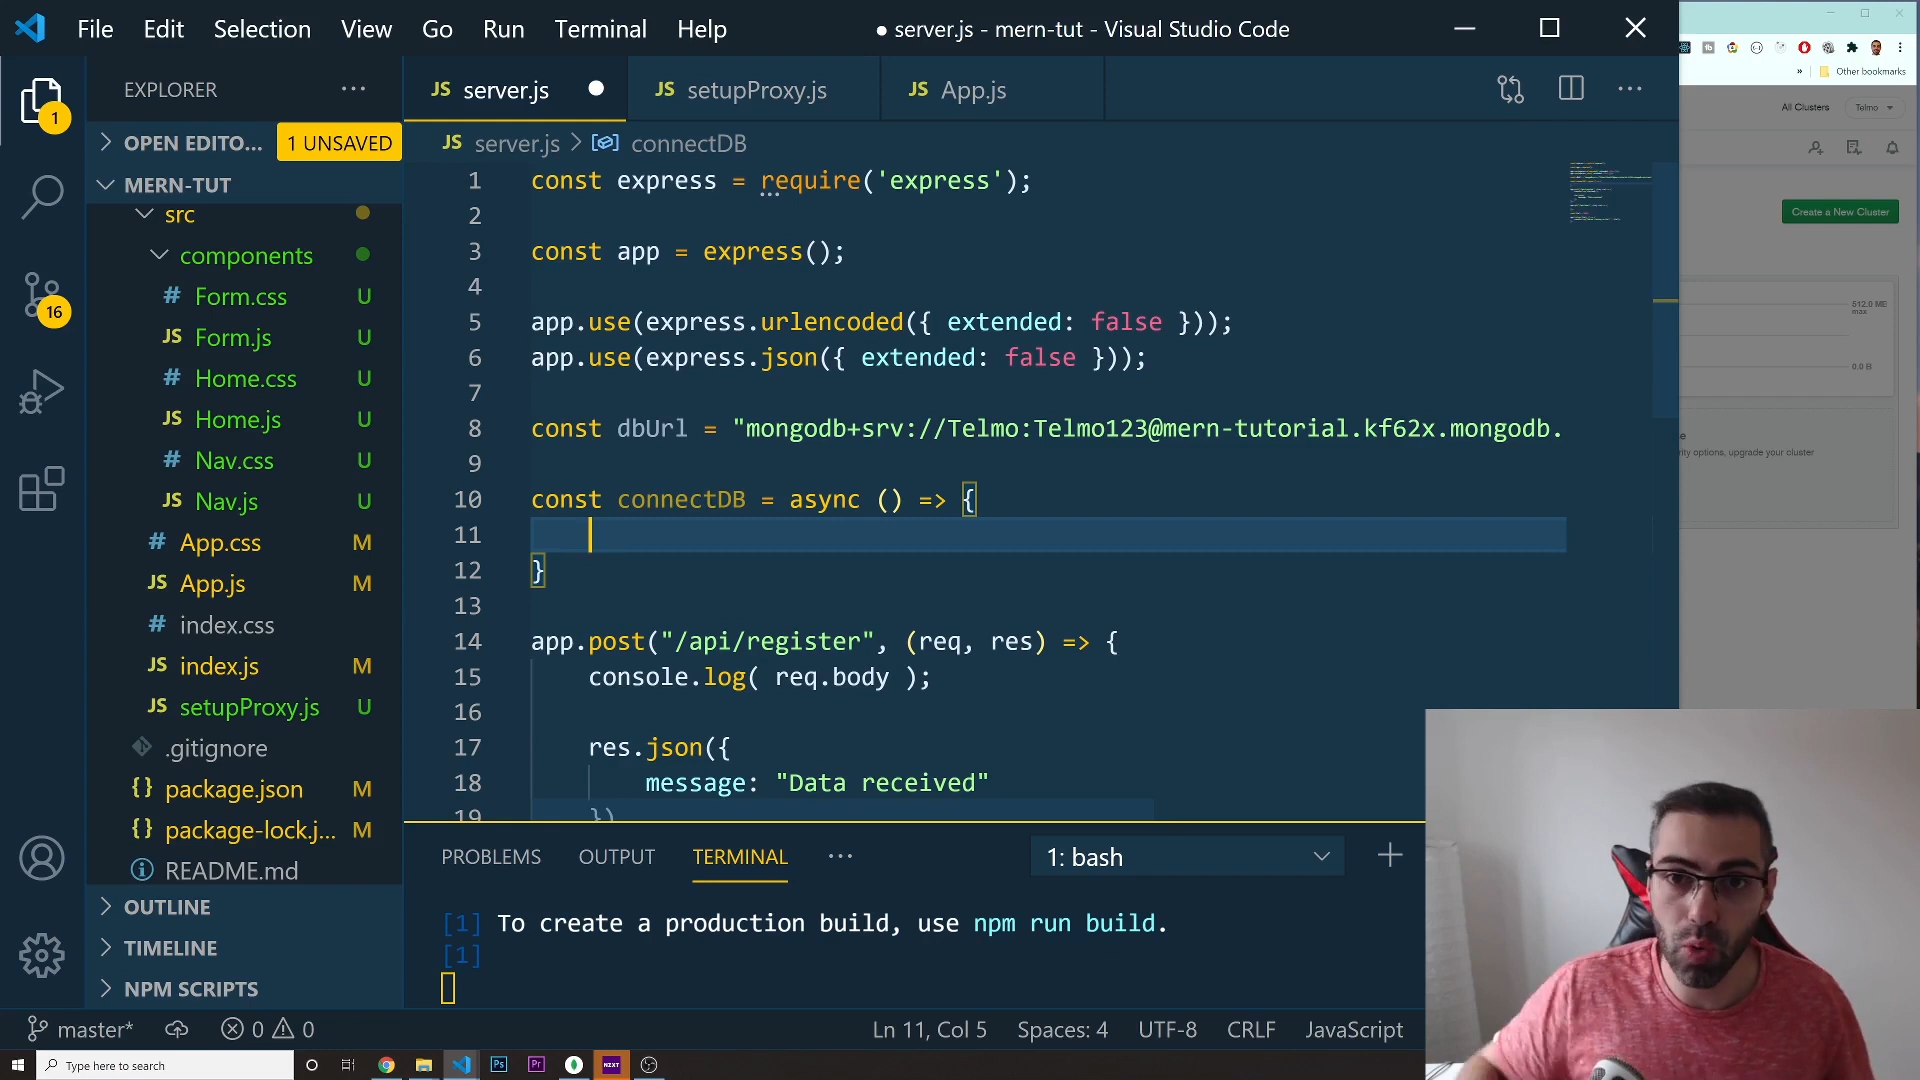 File Edit Selection View Go Run Terminal Help
● server.js - mern-tut - Visual Studio Code
Other bookmarks
EXPLORER
JS server.js
JS setupProxy.js
JS App.js
1
OPEN EDITO... 1 UNSAVED
JS server.js > connectDB
MERN-TUT
src
components
# Form.css U
JS Form.js U
# Home.css U
JS Home.js U
# Nav.css U
JS Nav.js U
# App.css M
JS App.js M
# index.css
JS index.js M
JS setupProxy.js U
.gitignore
{} package.json M
{} package-lock.j... M
README.md
OUTLINE
TIMELINE
NPM SCRIPTS
16
1 const express = require('express');
2
3 const app = express();
4
5 app.use(express.urlencoded({ extended: false }));
6 app.use(express.json({ extended: false }));
7
8 const dbUrl = "mongodb+srv://Telmo:Telmo123@mern-tutorial.kf62x.mongodb.
9
10 const connectDB = async () => {
11
12 }
13
14 app.post("/api/register", (req, res) => {
15 console.log( req.body );
16
17 res.json({
18 message: "Data received"
19 })
PROBLEMS OUTPUT TERMINAL ...
1: bash
[1] To create a production build, use npm run build.
[1]
master* 0 0
Ln 11, Col 5 Spaces: 4 UTF-8 CRLF JavaScript
Type here to search
Ps
Pr
NZXT
All Clusters
Telmo
Create a New Cluster
512.0 MB
max
0.0 B
rity options, upgrade your cluster